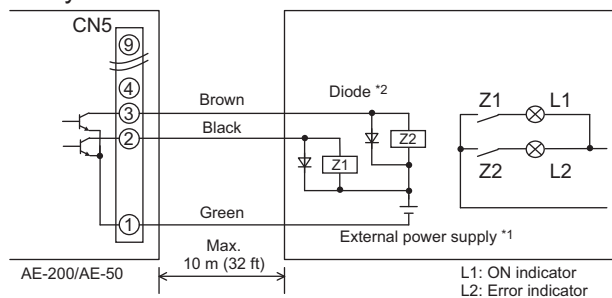 CN5
⑨
④
③
②
①
Brown
Black
Green
Diode *2
Z2
Z1
External power supply *1
Max.
10 m (32 ft)
AE-200/AE-50
Z1 L1
Z2 L2
L1: ON indicator
L2: Error indicator